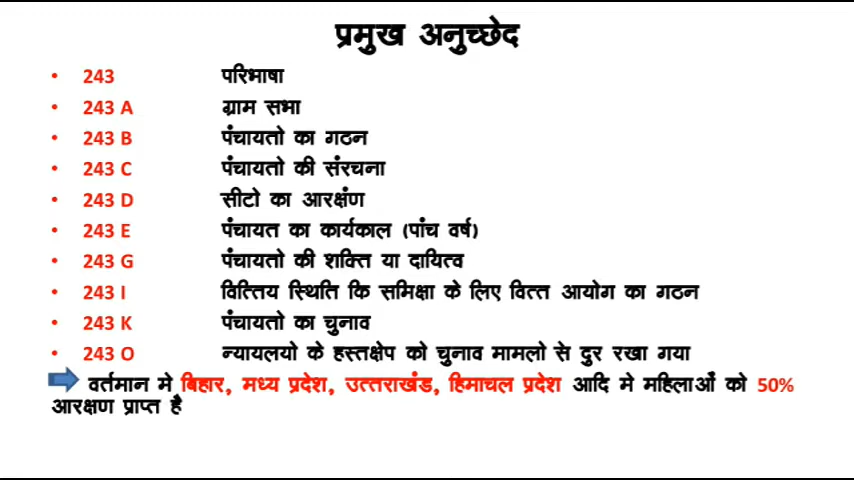 प्रमुख अनुच्छेद
• 243 परिभाषा
• 243 A ग्राम सभा
• 243 B पंचायतो का गठन
• 243 C पंचायतो की संरचना
• 243 D सीटो का आरक्षंण
• 243 E पंचायत का कार्यकाल (पांच वर्ष)
• 243 G पंचायतो की शक्ति या दायित्व
• 243 I वित्तिय स्थिति कि समिक्षा के लिए वित्त आयोग का गठन
• 243 K पंचायतो का चुनाव
• 243 O न्यायलयो के हस्तक्षेप को चुनाव मामलो से दुर रखा गया
वर्तमान मे बिहार, मध्य प्रदेश, उत्तराखंड, हिमाचल प्रदेश आदि मे महिलाओं को 50%
आरक्षण प्राप्त है